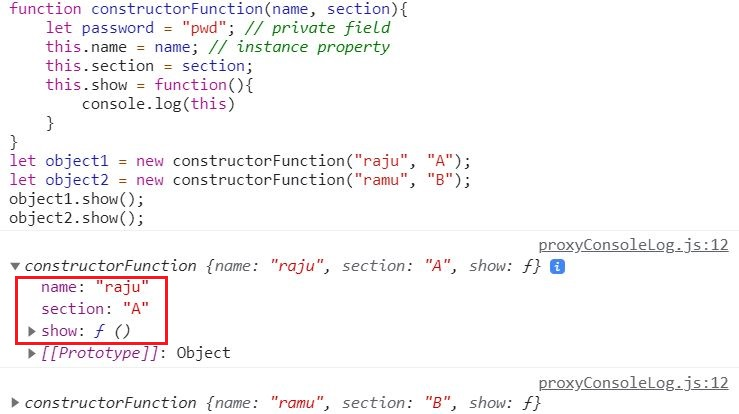 function constructorFunction(name, section){
    let password = "pwd"; // private field
    this.name = name; // instance property
    this.section = section;
    this.show = function(){
        console.log(this)
    }
}
let object1 = new constructorFunction("raju", "A");
let object2 = new constructorFunction("ramu", "B");
object1.show();
object2.show();
proxyConsoleLog.js:12
▼constructorFunction {name: "raju", section: "A", show: ƒ} i
name: "raju"
section: "A"
▶show: ƒ ()
▶[[Prototype]]: Object
proxyConsoleLog.js:12
▶constructorFunction {name: "ramu", section: "B", show: ƒ}